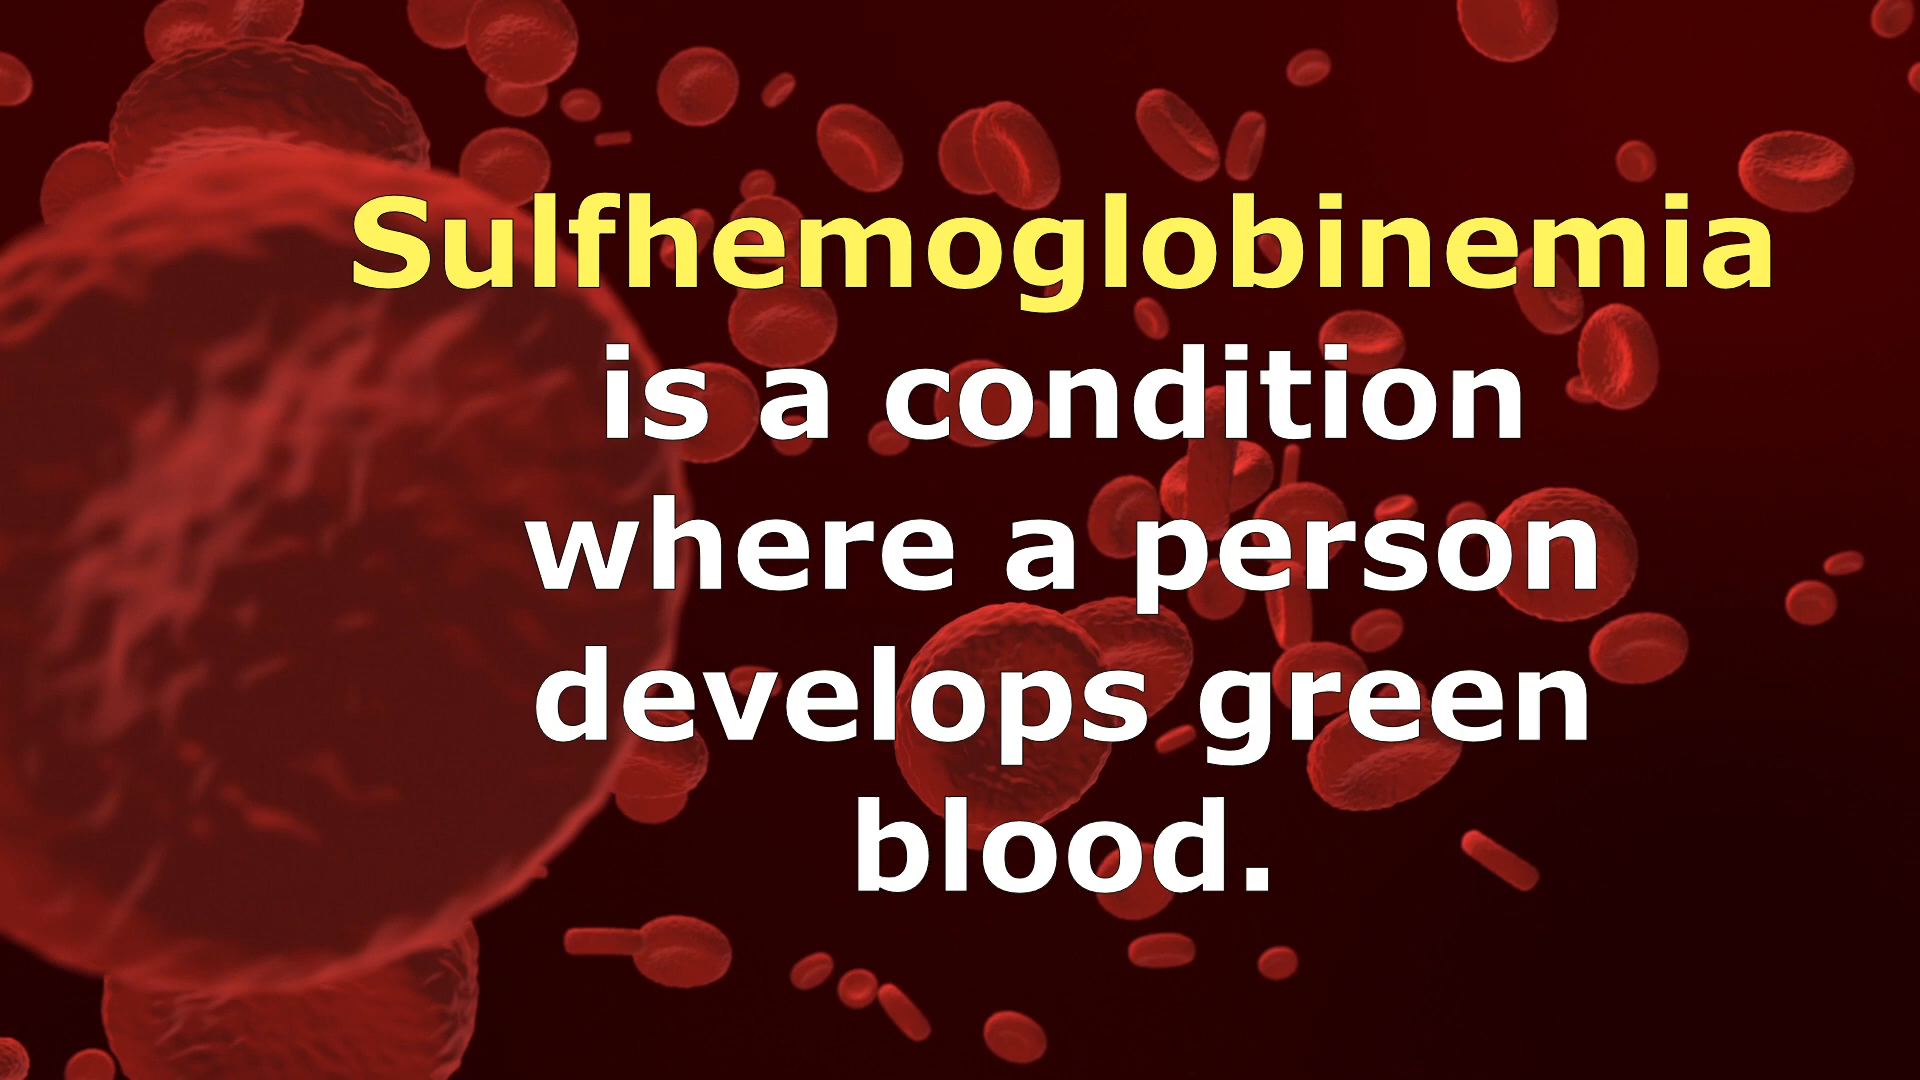 Sulfhemoglobinemia
is a condition
where a person
develops green
blood.